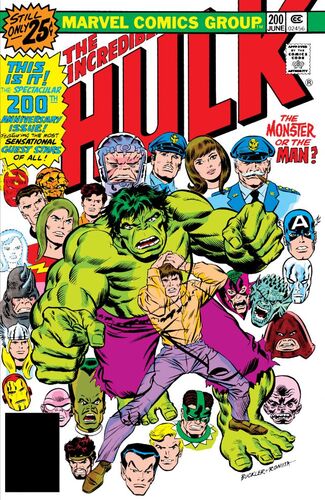 STILL ONLY 25¢
MARVEL COMICS GROUP™
200
JUNE
02456
APPROVED
BY THE
COMICS
CODE
AUTHORITY
THE INCREDIBLE
HULK®
THIS
IS IT!
THE SPECTACULAR
200TH
ANNIVERSARY
ISSUE!
FEATURING THE MOST
SENSATIONAL
GUEST STARS
OF ALL!
THE
MONSTER
OR THE
MAN?
A
BUCKLER + ROMITA